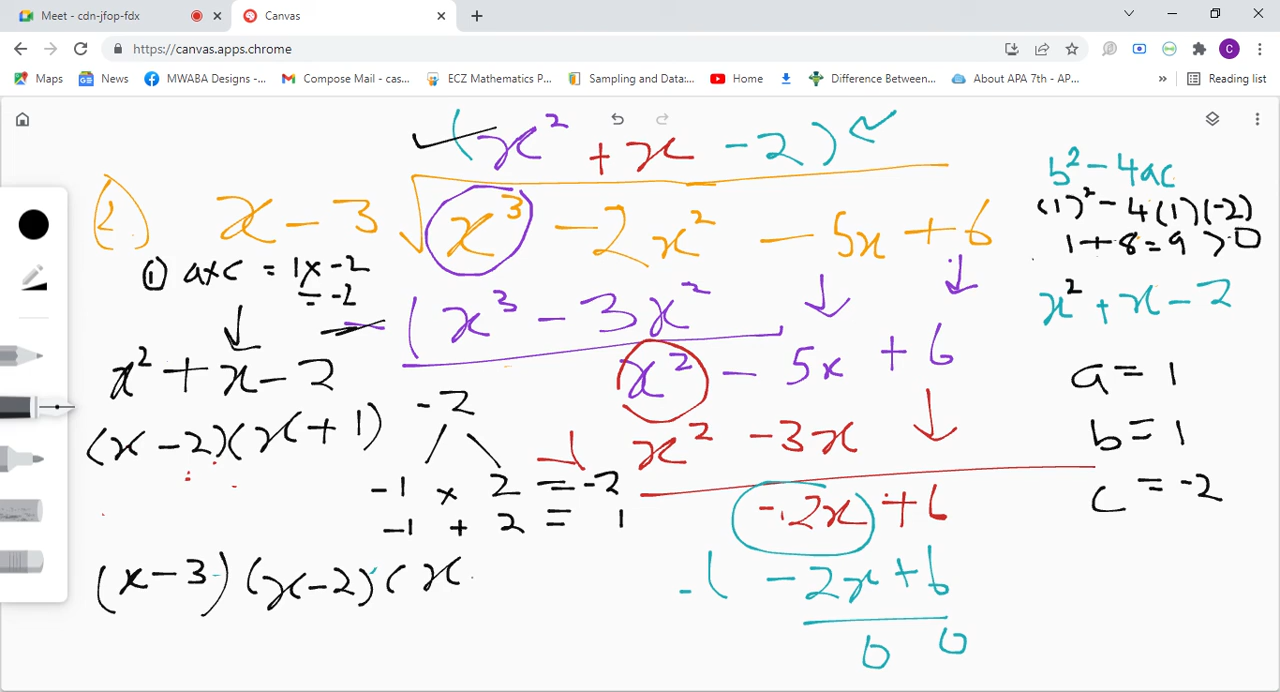 Meet - cdn-jfop-fdx
Canvas
https://canvas.apps.chrome
Maps
News
MWABA Designs -...
Compose Mail - cas...
ECZ Mathematics P...
Sampling and Data:...
Home
Difference Between...
About APA 7th - AP...
»
Reading list
C
(x² + x - 2)
2. x - 3 √ x³ - 2x² - 5x + 6
① a×c = 1 × -2
= -2
- (x³ - 3x²
x² - 5x + 6
x² + x - 2
(x - 2)(x + 1)
-2
- (x² - 3x
-1 × 2 = -2
-1 + 2 = 1
-2x + 6
-( -2x + 6
0 0
(x - 3)(x - 2)(x
b² - 4ac
(1)² - 4(1)(-2)
1 + 8 = 9 > 0
x² + x - 2
a = 1
b = 1
c = -2